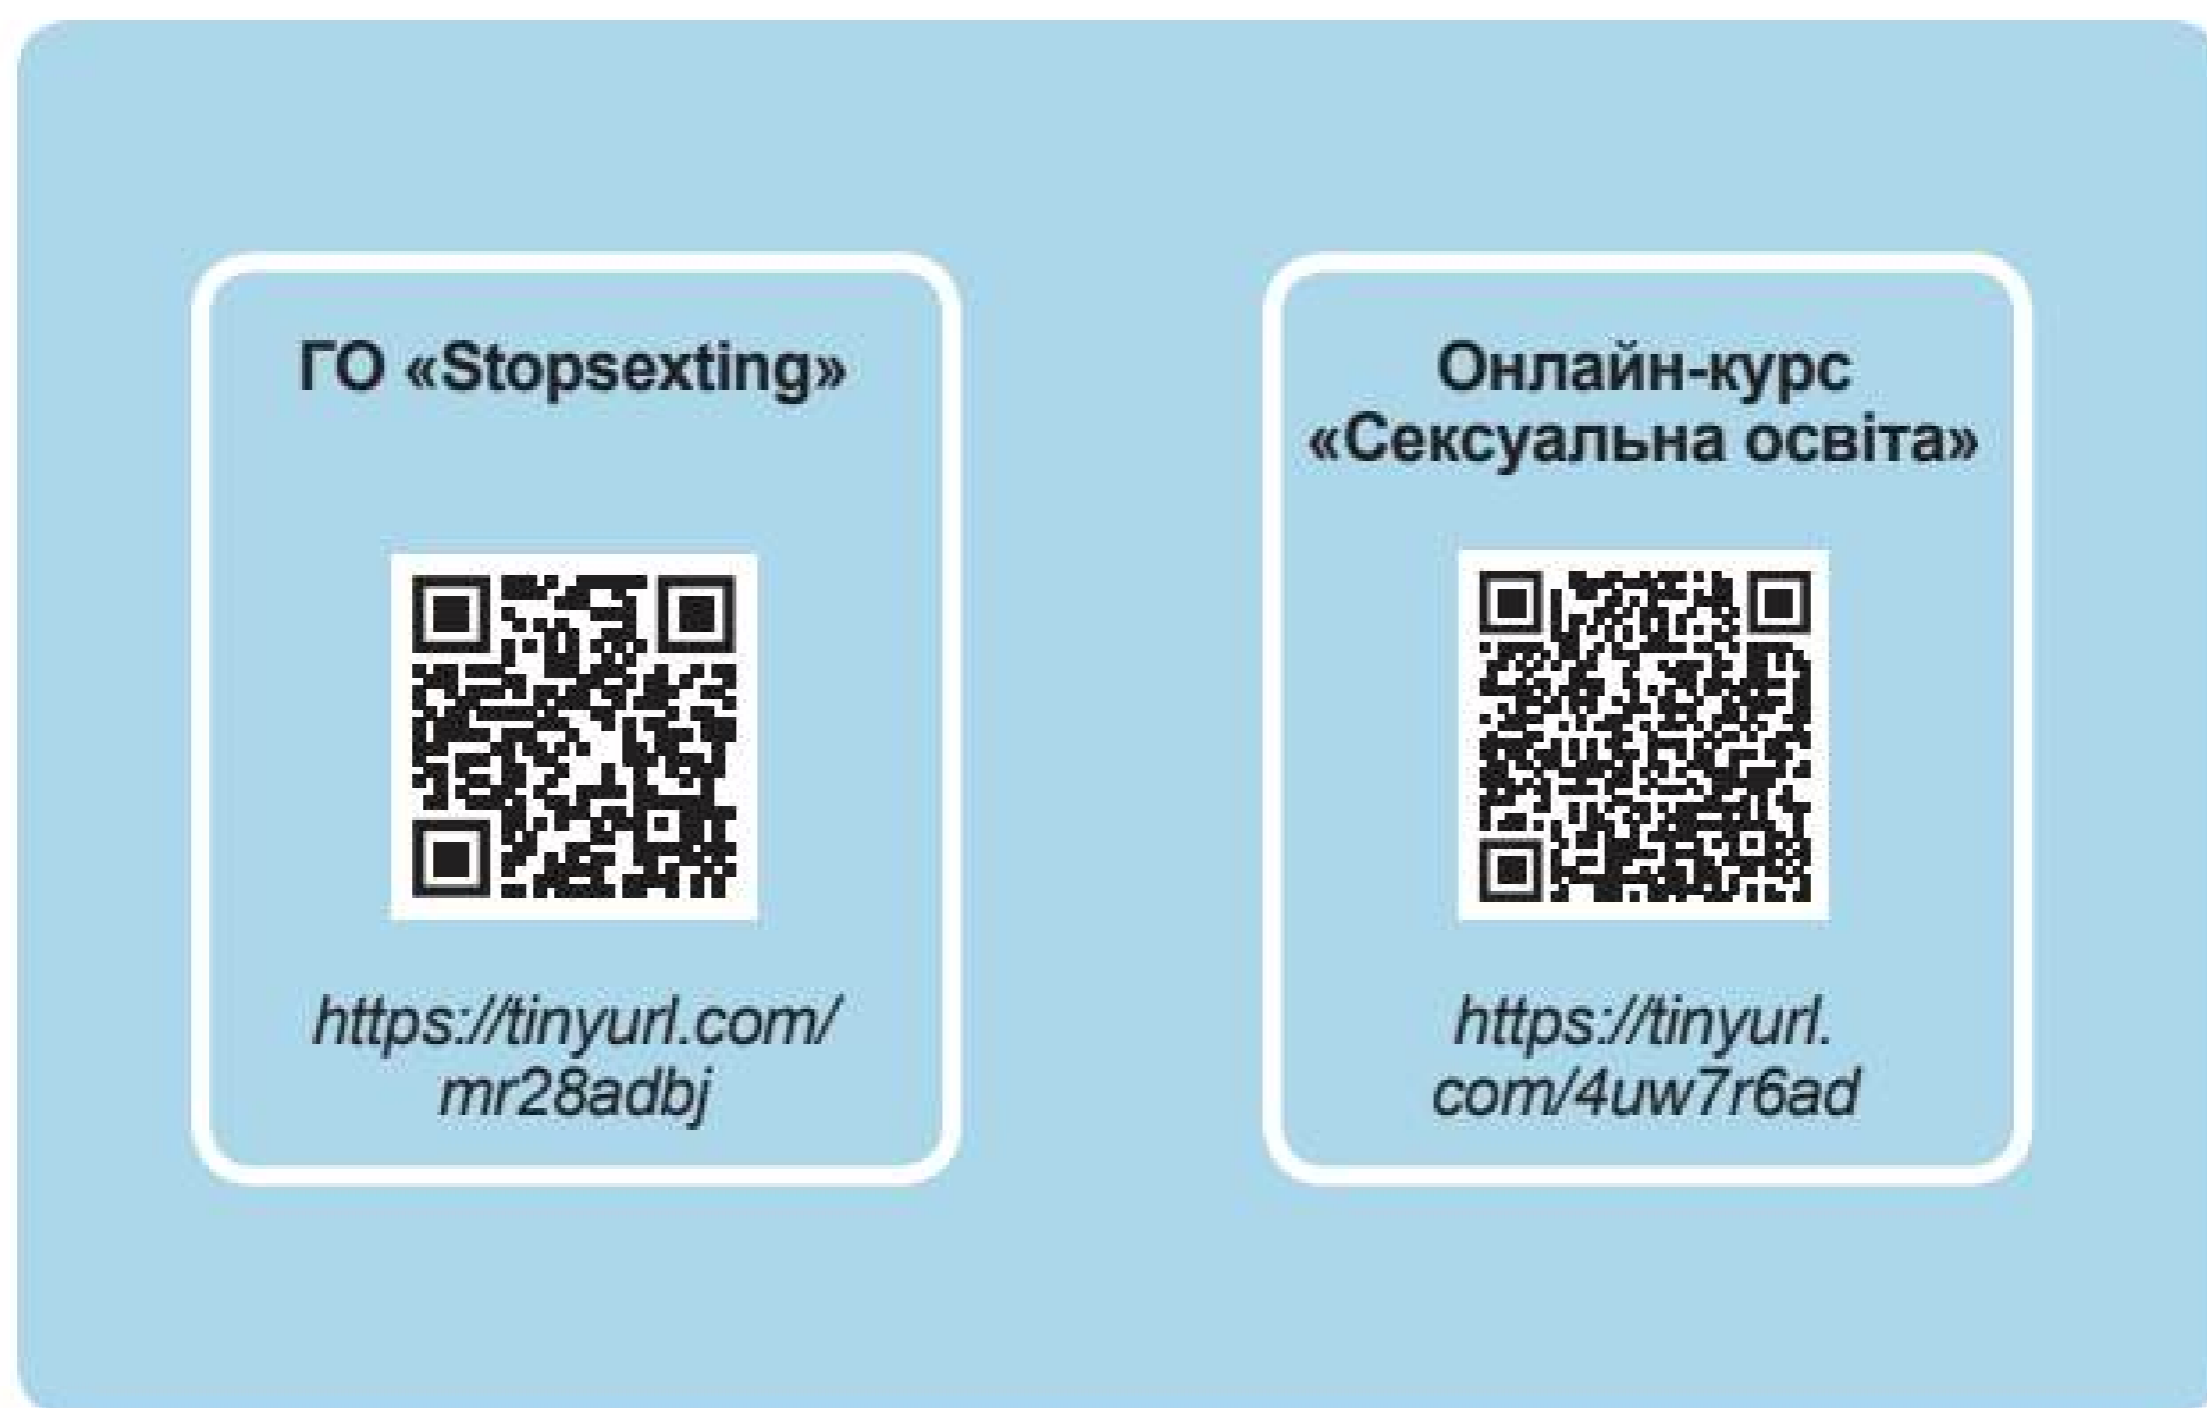 ГО «Stopsexting»
https://tinyurl.com/
mr28adbj
Онлайн-курс
«Сексуальна освіта»
https://tinyurl.
com/4uw7r6ad